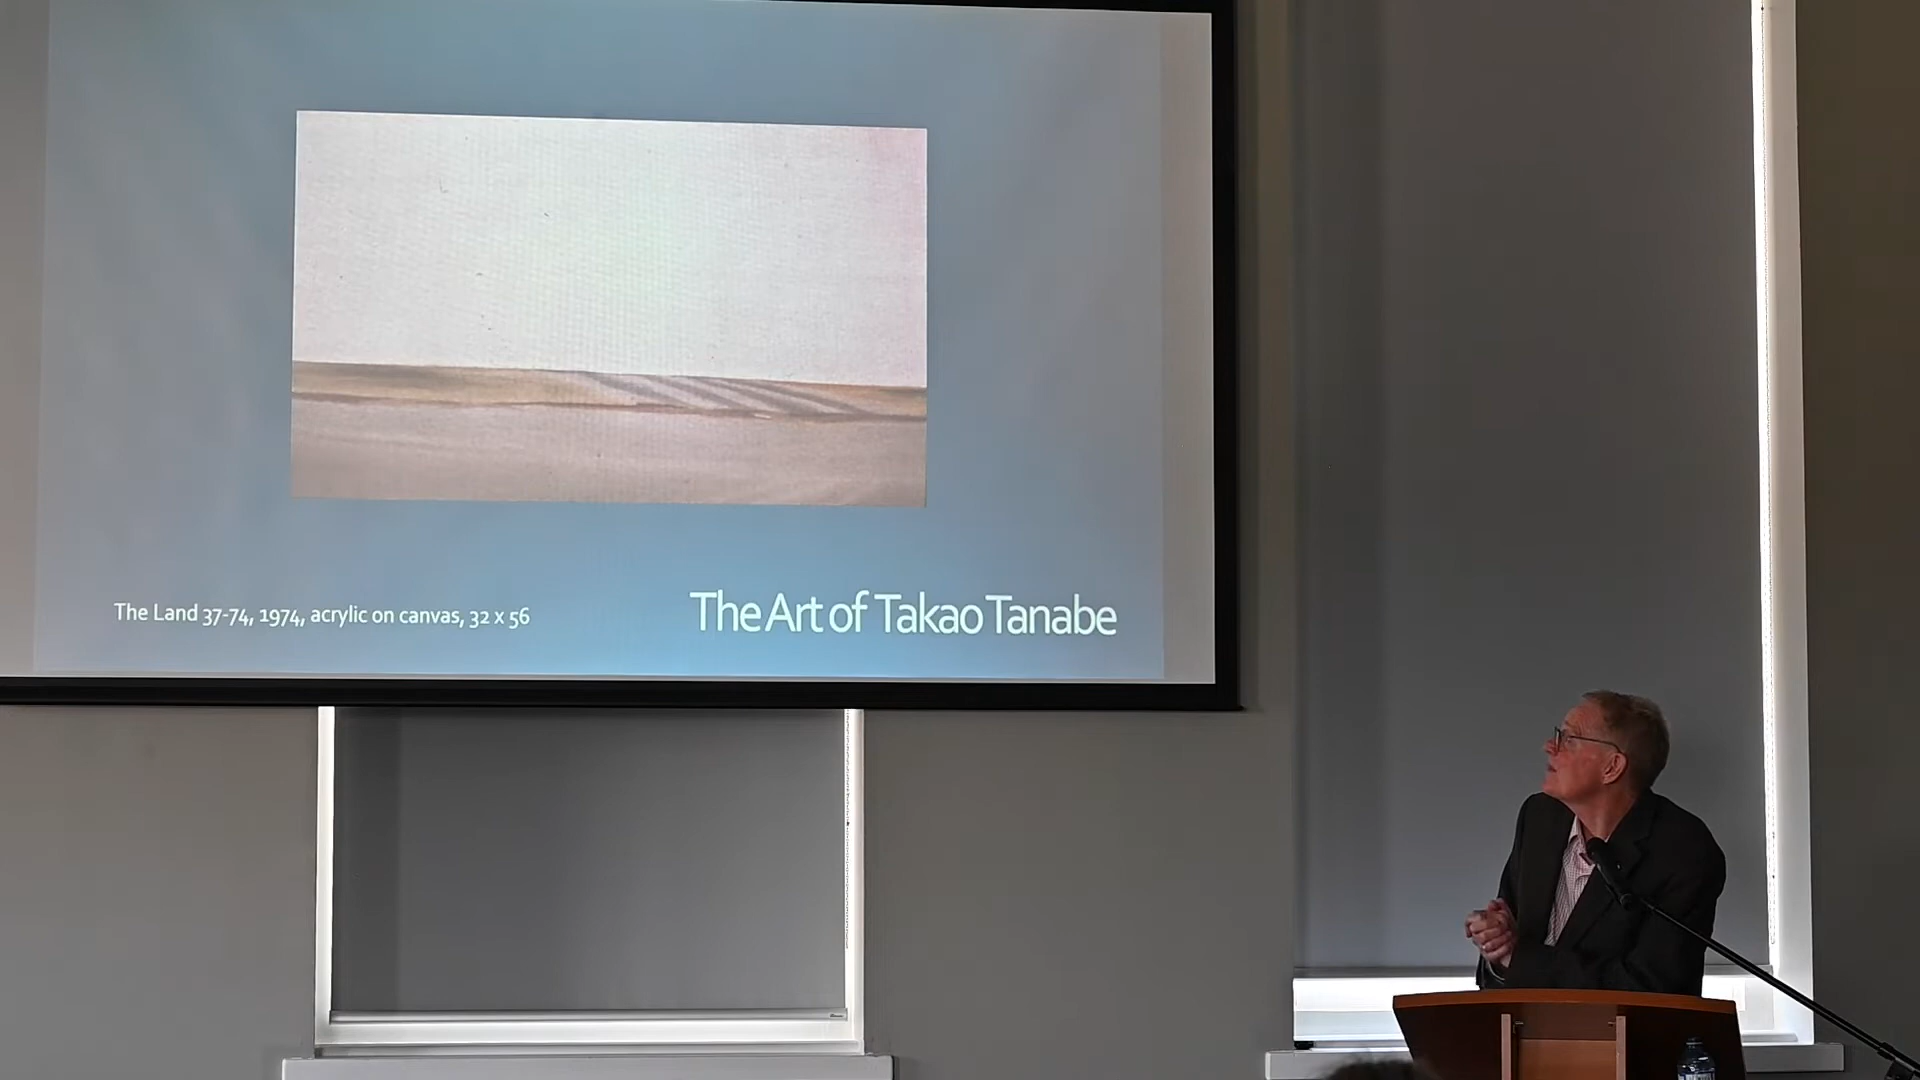 The Land 37-74, 1974, acrylic on canvas, 32 x 56
The Art of Takao Tanabe